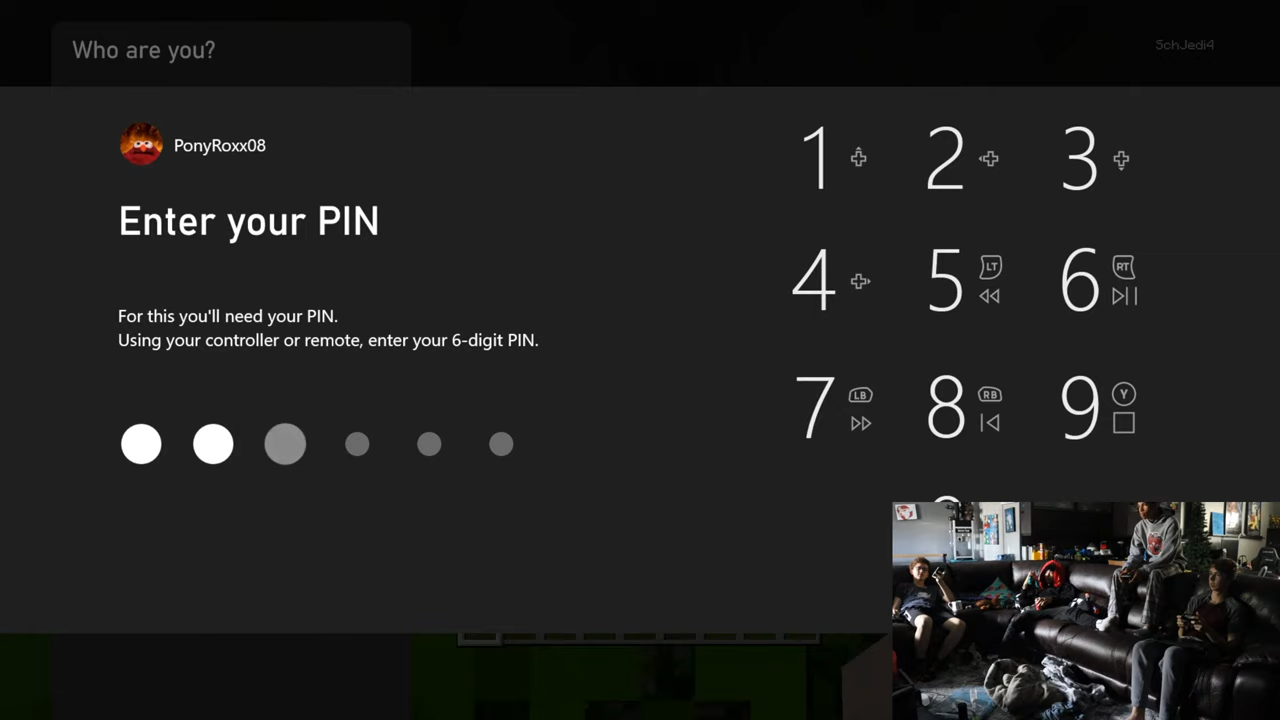 Who are you?
5chJedi4
PonyRoxx08
Enter your PIN
For this you'll need your PIN.
Using your controller or remote, enter your 6-digit PIN.
1 2 3
4 5 LT 6 RT
7 LB 8 RB 9 Y